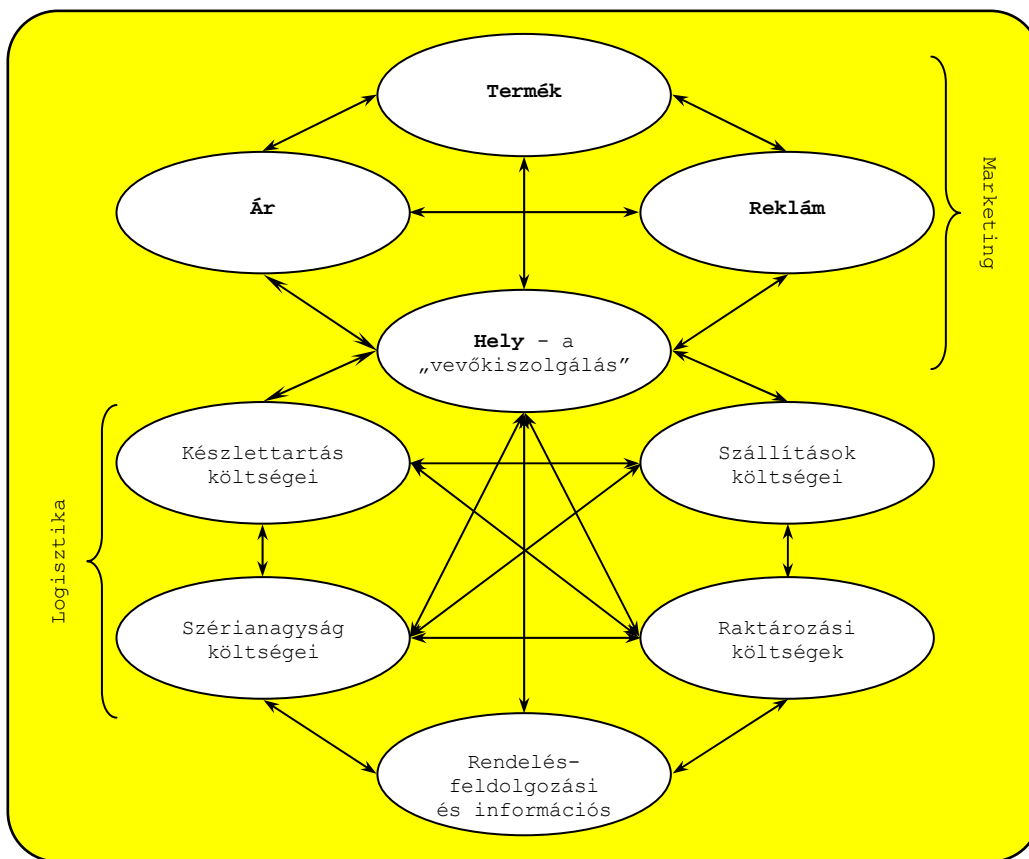 Termék
Ár
Reklám
Marketing
Hely – a
„vevőkiszolgálás”
Készlettartás
költségei
Szállítások
költségei
Logisztika
Szérianagyság
költségei
Raktározási
költségek
Rendelés-
feldolgozási
és információs